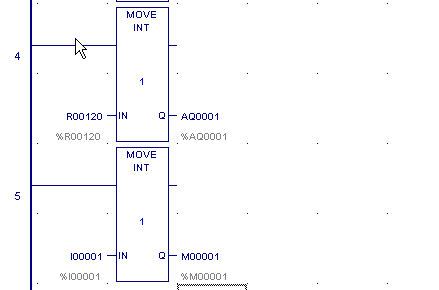 MOVE
INT
4
1
R00120 IN Q AQ0001
%R00120 %AQ0001
MOVE
INT
5
1
I00001 IN Q M00001
%I00001 %M00001